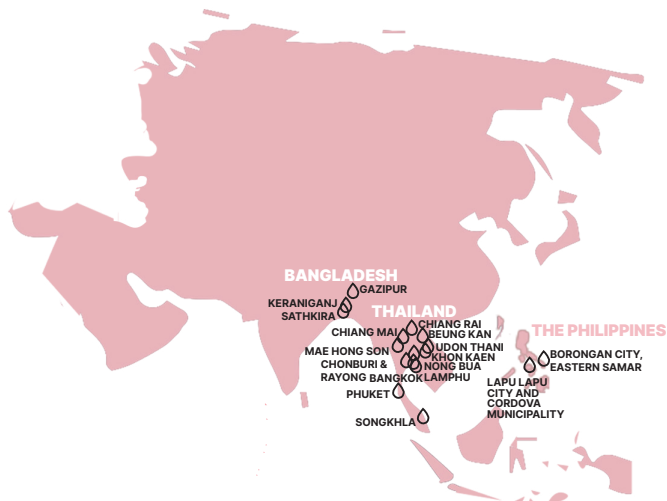 BANGLADESH
GAZIPUR
KERANIGANJ
SATHKIRA
THAILAND
CHIANG RAI
CHIANG MAI
BEUNG KAN
UDON THANI
MAE HONG SON
KHON KAEN
CHONBURI &
RAYONG
BANGKOK
NONG BUA
LAMPHU
PHUKET
SONGKHLA
THE PHILIPPINES
BORONGAN CITY,
EASTERN SAMAR
LAPU LAPU
CITY AND
CORDOVA
MUNICIPALITY